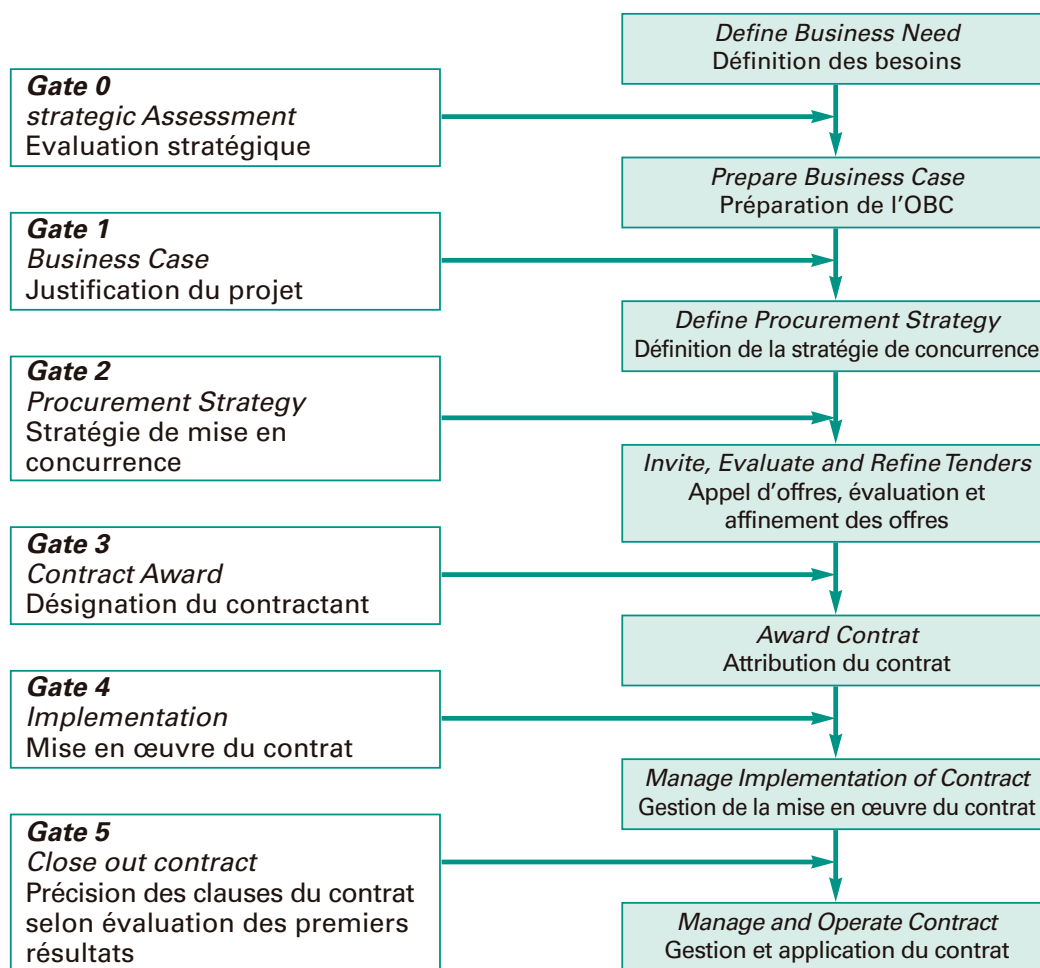 Define Business Need
Définition des besoins
Gate 0
strategic Assessment
Evaluation stratégique
Prepare Business Case
Préparation de l’OBC
Gate 1
Business Case
Justification du projet
Define Procurement Strategy
Définition de la stratégie de concurrence
Gate 2
Procurement Strategy
Stratégie de mise en
concurrence
Invite, Evaluate and Refine Tenders
Appel d’offres, évaluation et
affinement des offres
Gate 3
Contract Award
Désignation du contractant
Award Contrat
Attribution du contrat
Gate 4
Implementation
Mise en œuvre du contrat
Manage Implementation of Contract
Gestion de la mise en œuvre du contrat
Gate 5
Close out contract
Précision des clauses du contrat
selon évaluation des premiers
résultats
Manage and Operate Contract
Gestion et application du contrat